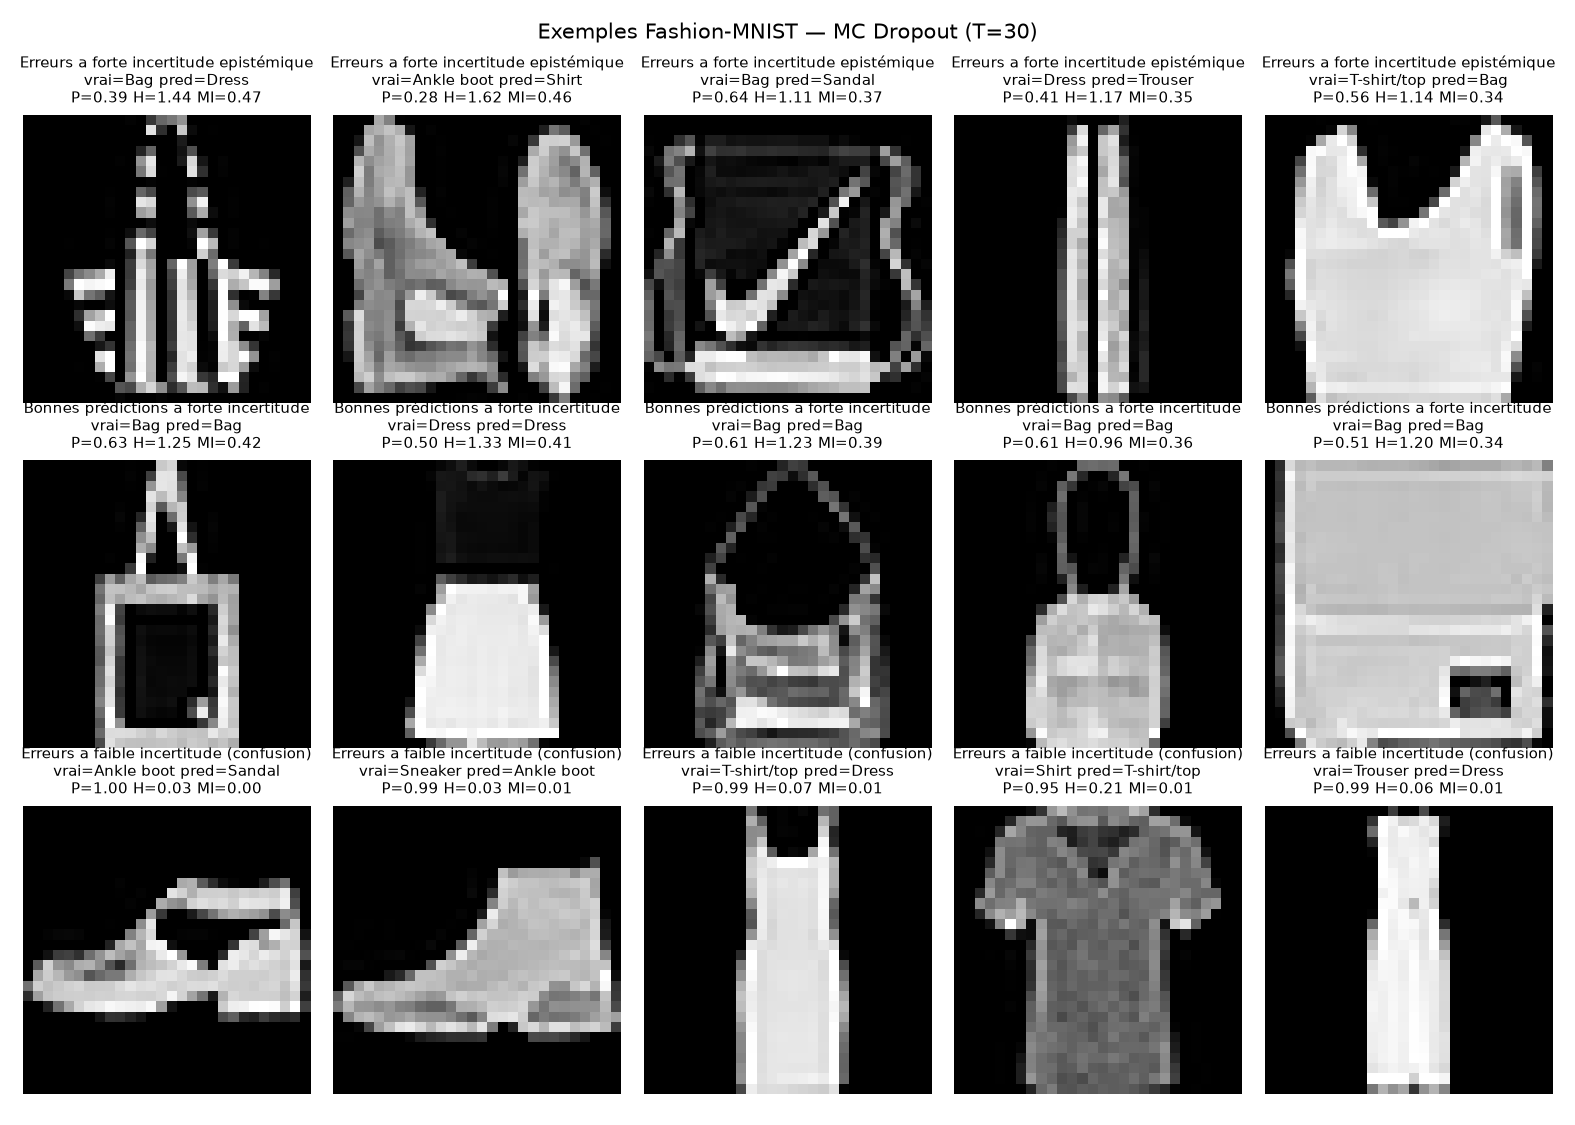 Exemples Fashion-MNIST — MC Dropout (T=30)
Erreurs a forte incertitude epistémique
vrai=Bag pred=Dress
P=0.39 H=1.44 MI=0.47
Erreurs a forte incertitude epistémique
vrai=Ankle boot pred=Shirt
P=0.28 H=1.62 MI=0.46
Erreurs a forte incertitude epistémique
vrai=Bag pred=Sandal
P=0.64 H=1.11 MI=0.37
Erreurs a forte incertitude epistémique
vrai=Dress pred=Trouser
P=0.41 H=1.17 MI=0.35
Erreurs a forte incertitude epistémique
vrai=T-shirt/top pred=Bag
P=0.56 H=1.14 MI=0.34
Bonnes prédictions a forte incertitude
vrai=Bag pred=Bag
P=0.63 H=1.25 MI=0.42
Bonnes prédictions a forte incertitude
vrai=Dress pred=Dress
P=0.50 H=1.33 MI=0.41
Bonnes prédictions a forte incertitude
vrai=Bag pred=Bag
P=0.61 H=1.23 MI=0.39
Bonnes prédictions a forte incertitude
vrai=Bag pred=Bag
P=0.61 H=0.96 MI=0.36
Bonnes prédictions a forte incertitude
vrai=Bag pred=Bag
P=0.51 H=1.20 MI=0.34
Erreurs a faible incertitude (confusion)
vrai=Ankle boot pred=Sandal
P=1.00 H=0.03 MI=0.00
Erreurs a faible incertitude (confusion)
vrai=Sneaker pred=Ankle boot
P=0.99 H=0.03 MI=0.01
Erreurs a faible incertitude (confusion)
vrai=T-shirt/top pred=Dress
P=0.99 H=0.07 MI=0.01
Erreurs a faible incertitude (confusion)
vrai=Shirt pred=T-shirt/top
P=0.95 H=0.21 MI=0.01
Erreurs a faible incertitude (confusion)
vrai=Trouser pred=Dress
P=0.99 H=0.06 MI=0.01